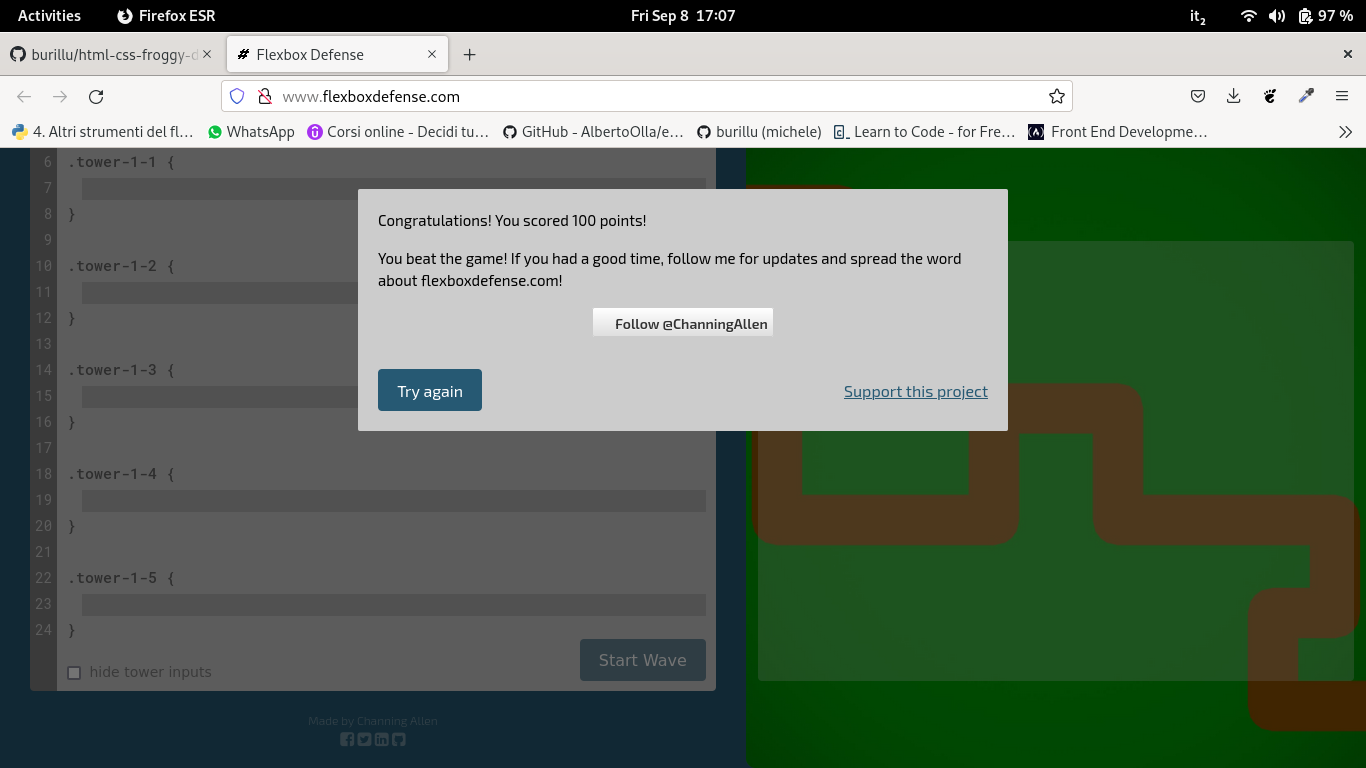 Activities Firefox ESR Fri Sep 8 17:07 it₂ 97 %
burillu/html-css-froggy-d Flexbox Defense
www.flexboxdefense.com
4. Altri strumenti del fl… WhatsApp Corsi online - Decidi tu… GitHub - AlbertoOlla/e… burillu (michele) Learn to Code - for Fre… Front End Developme…
6 .tower-1-1 {
7
8 }
9
10 .tower-1-2 {
11
12 }
13
14 .tower-1-3 {
15
16 }
17
18 .tower-1-4 {
19
20 }
21
22 .tower-1-5 {
23
24 }
hide tower inputs
Start Wave
Made by Channing Allen
Congratulations! You scored 100 points!
You beat the game! If you had a good time, follow me for updates and spread the word
about flexboxdefense.com!
Follow @ChanningAllen
Try again
Support this project